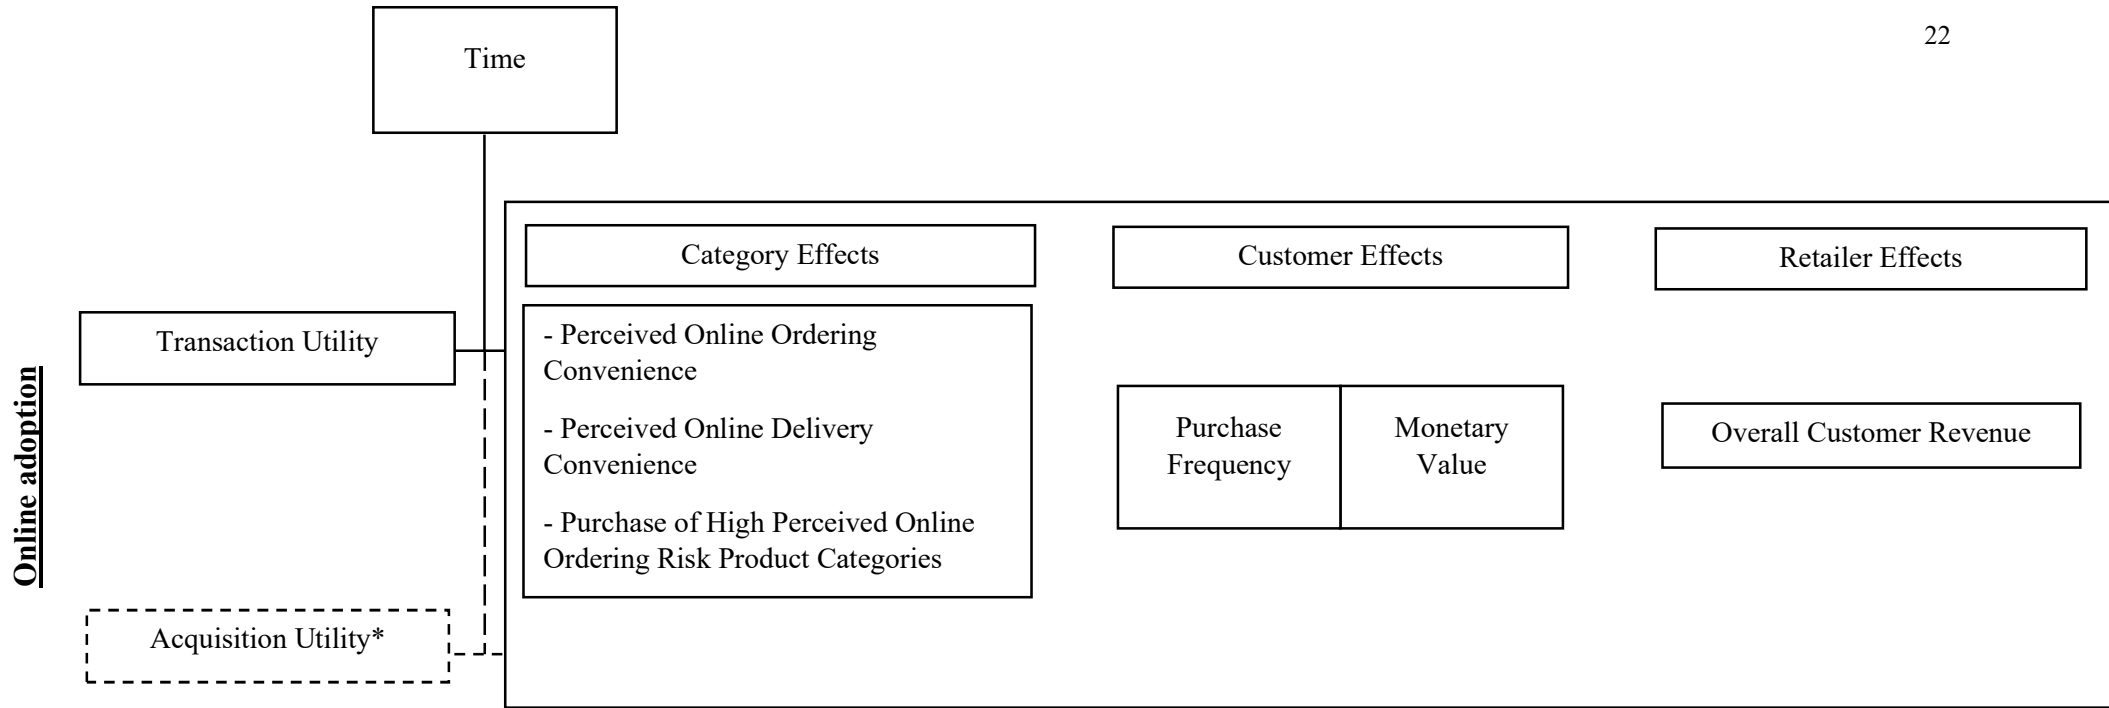 22
Time
Category Effects
Customer Effects
Retailer Effects
Transaction Utility
- Perceived Online Ordering
Convenience
- Perceived Online Delivery
Convenience
- Purchase of High Perceived Online
Ordering Risk Product Categories
Purchase
Frequency
Monetary
Value
Overall Customer Revenue
Online adoption
Acquisition Utility*